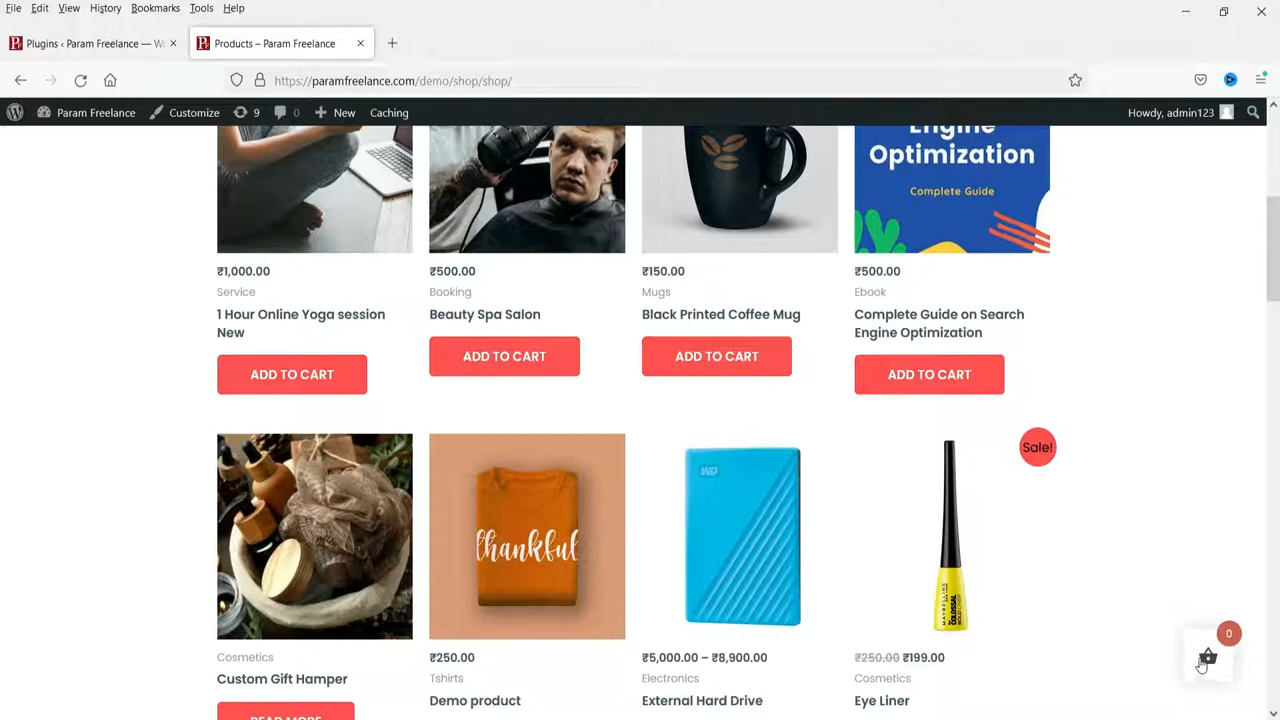 File Edit View History Bookmarks Tools Help
Plugins ‹ Param Freelance — W
Products – Param Freelance
https://paramfreelance.com/demo/shop/shop/
Param Freelance Customize 9 0 New Caching Howdy, admin123
Engine
Optimization
Complete Guide
₹1,000.00
Service
1 Hour Online Yoga session
New
ADD TO CART
₹500.00
Booking
Beauty Spa Salon
ADD TO CART
₹150.00
Mugs
Black Printed Coffee Mug
ADD TO CART
₹500.00
Ebook
Complete Guide on Search
Engine Optimization
ADD TO CART
Cosmetics
Custom Gift Hamper
READ MORE
thankful
₹250.00
Tshirts
Demo product
WD
₹5,000.00 – ₹8,900.00
Electronics
External Hard Drive
Sale!
MAYBELLINE
COLOSSAL
₹250.00 ₹199.00
Cosmetics
Eye Liner
0